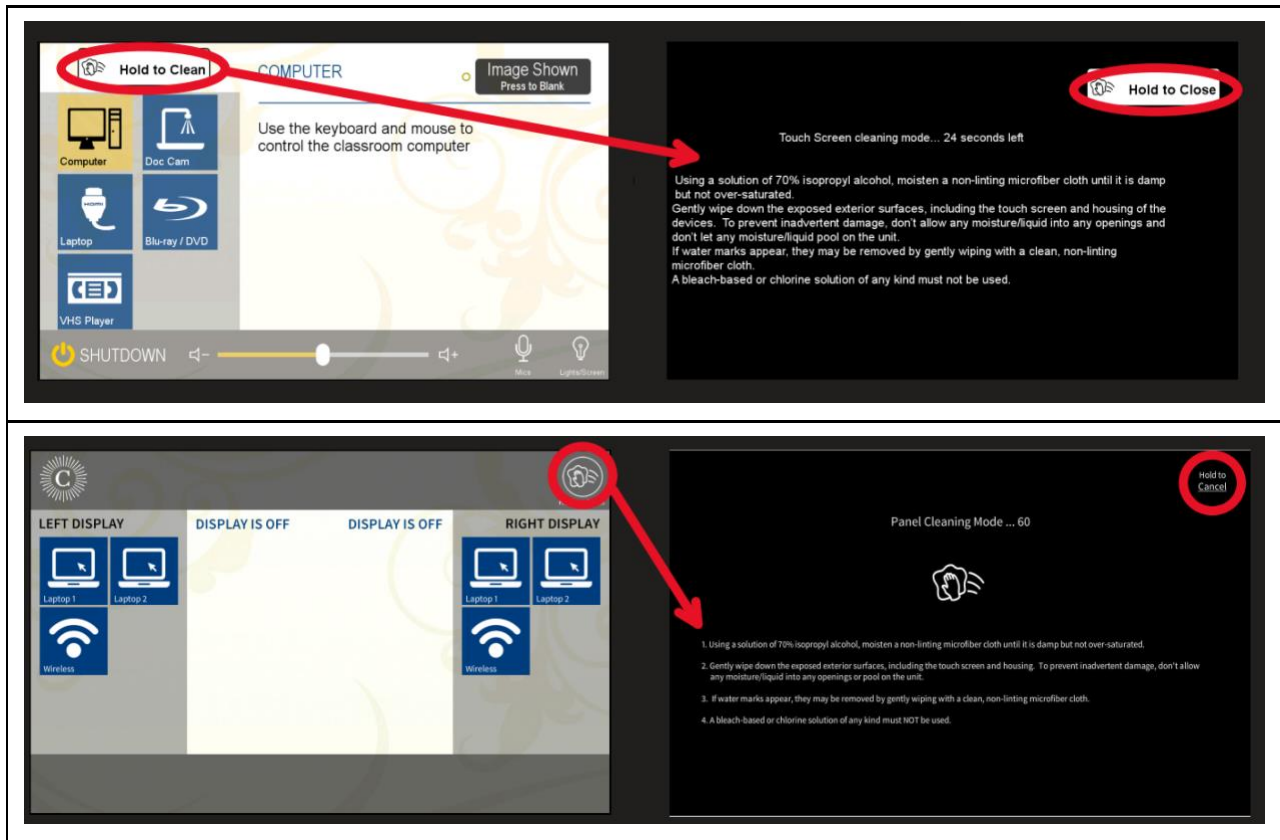 Hold to Clean
COMPUTER
Image Shown
Press to Blank
Computer
Doc Cam
Use the keyboard and mouse to
control the classroom computer
HDMI
Laptop
Blu-ray / DVD
VHS Player
SHUTDOWN
Mics
Lights/Screen
Hold to Close
Touch Screen cleaning mode... 24 seconds left
Using a solution of 70% isopropyl alcohol, moisten a non-linting microfiber cloth until it is damp
but not over-saturated.
Gently wipe down the exposed exterior surfaces, including the touch screen and housing of the
devices. To prevent inadvertent damage, don't allow any moisture/liquid into any openings and
don't let any moisture/liquid pool on the unit.
If water marks appear, they may be removed by gently wiping with a clean, non-linting
microfiber cloth.
A bleach-based or chlorine solution of any kind must not be used.
C
LEFT DISPLAY
DISPLAY IS OFF
DISPLAY IS OFF
RIGHT DISPLAY
Laptop 1
Laptop 2
Laptop 1
Laptop 2
Wireless
Wireless
Hold to
Cancel
Panel Cleaning Mode ... 60
1. Using a solution of 70% isopropyl alcohol, moisten a non-linting microfiber cloth until it is damp but not over-saturated.
2. Gently wipe down the exposed exterior surfaces, including the touch screen and housing. To prevent inadvertent damage, don't allow
any moisture/liquid into any openings or pool on the unit.
3. If water marks appear, they may be removed by gently wiping with a clean, non-linting microfiber cloth.
4. A bleach-based or chlorine solution of any kind must NOT be used.